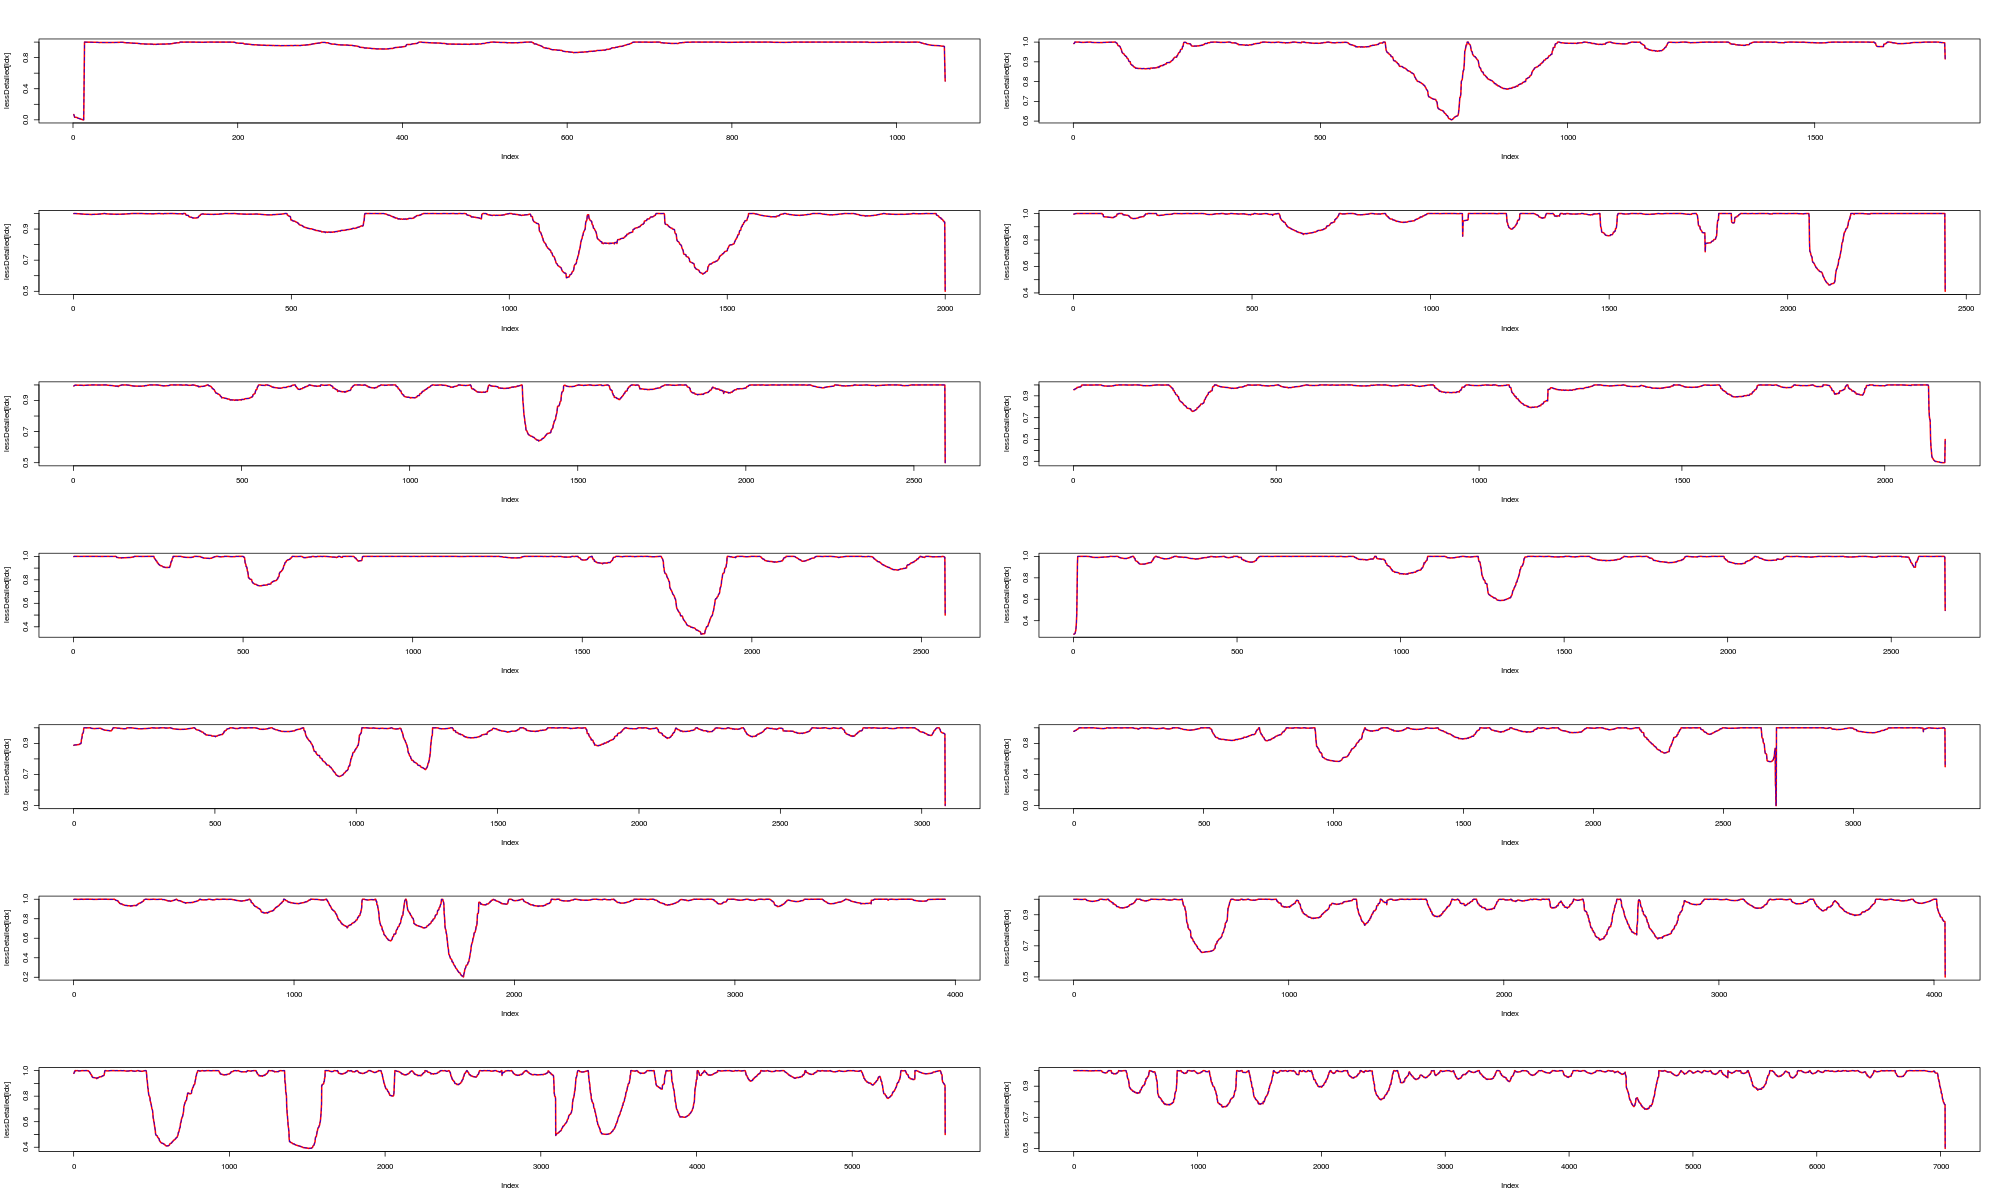 lessDetailed[idx]
0.0 0.4 0.8
0 200 400 600 800 1000
Index
lessDetailed[idx]
0.6 0.7 0.8 0.9 1.0
0 500 1000 1500
Index
lessDetailed[idx]
0.5 0.7 0.9
0 500 1000 1500 2000
Index
lessDetailed[idx]
0.4 0.6 0.8 1.0
0 500 1000 1500 2000 2500
Index
lessDetailed[idx]
0.5 0.7 0.9
0 500 1000 1500 2000 2500
Index
lessDetailed[idx]
0.3 0.5 0.7 0.9
0 500 1000 1500 2000
Index
lessDetailed[idx]
0.4 0.6 0.8 1.0
0 500 1000 1500 2000 2500
Index
lessDetailed[idx]
0.4 0.6 0.8 1.0
0 500 1000 1500 2000 2500
Index
lessDetailed[idx]
0.5 0.7 0.9
0 500 1000 1500 2000 2500 3000
Index
lessDetailed[idx]
0.0 0.4 0.8
0 500 1000 1500 2000 2500 3000
Index
lessDetailed[idx]
0.2 0.4 0.6 0.8 1.0
0 1000 2000 3000 4000
Index
lessDetailed[idx]
0.5 0.7 0.9
0 1000 2000 3000 4000
Index
lessDetailed[idx]
0.4 0.6 0.8 1.0
0 1000 2000 3000 4000 5000
Index
lessDetailed[idx]
0.5 0.7 0.9
0 1000 2000 3000 4000 5000 6000 7000
Index